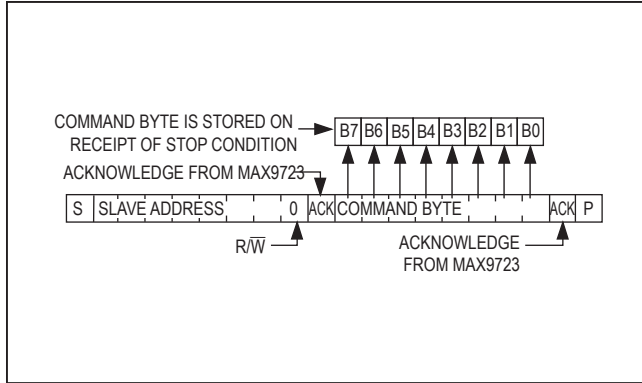 COMMAND BYTE IS STORED ON
RECEIPT OF STOP CONDITION
B7 B6 B5 B4 B3 B2 B1 B0
ACKNOWLEDGE FROM MAX9723
S SLAVE ADDRESS 0 ACK COMMAND BYTE ACK P
R/W̅
ACKNOWLEDGE
FROM MAX9723